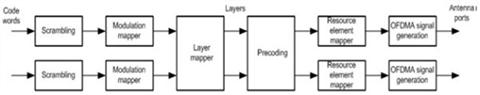 Code
words
Layers
Antenna
ports
Scrambling
Modulation
mapper
Layer
mapper
Precoding
Resource
element
mapper
OFDMA signal
generation
Scrambling
Modulation
mapper
Resource
element
mapper
OFDMA signal
generation